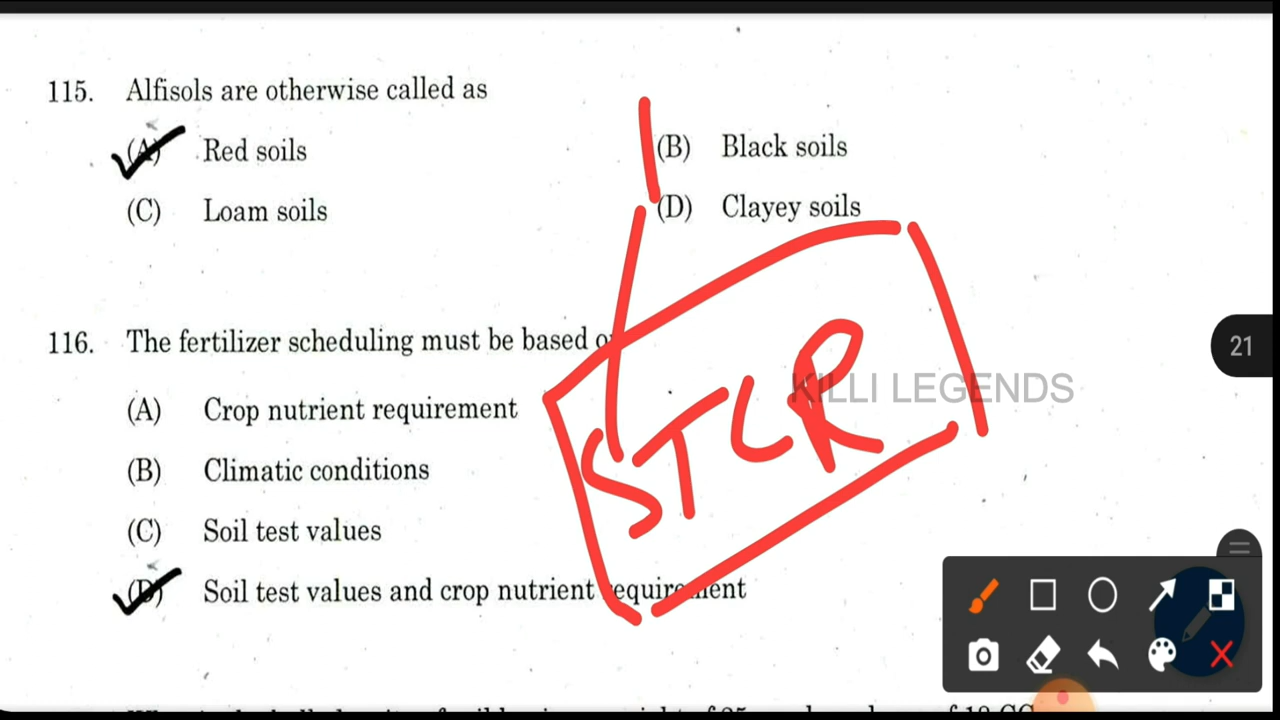 115. Alfisols are otherwise called as
(A) Red soils
(B) Black soils
(C) Loam soils
(D) Clayey soils
116. The fertilizer scheduling must be based
(A) Crop nutrient requirement
(B) Climatic conditions
(C) Soil test values
(D) Soil test values and crop nutrient requirement
STCR
KILLI LEGENDS
21